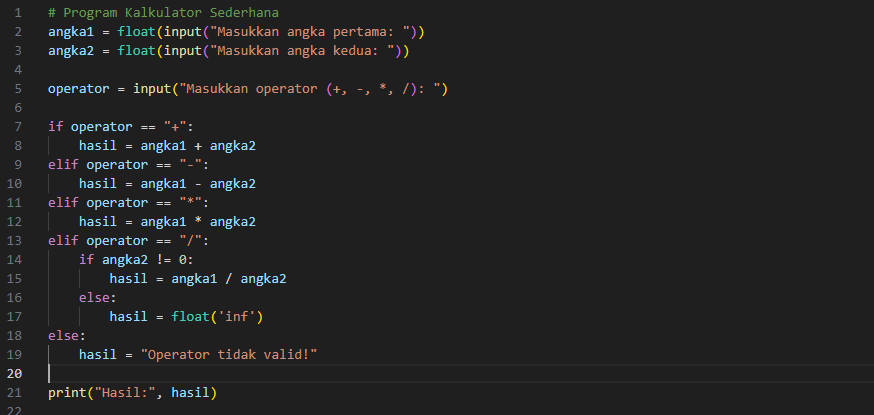 1 # Program Kalkulator Sederhana
2 angka1 = float(input("Masukkan angka pertama: "))
3 angka2 = float(input("Masukkan angka kedua: "))
4
5 operator = input("Masukkan operator (+, -, *, /): ")
6
7 if operator == "+":
8     hasil = angka1 + angka2
9 elif operator == "-":
10     hasil = angka1 - angka2
11 elif operator == "*":
12     hasil = angka1 * angka2
13 elif operator == "/":
14     if angka2 != 0:
15         hasil = angka1 / angka2
16     else:
17         hasil = float('inf')
18 else:
19     hasil = "Operator tidak valid!"
20
21 print("Hasil:", hasil)
22